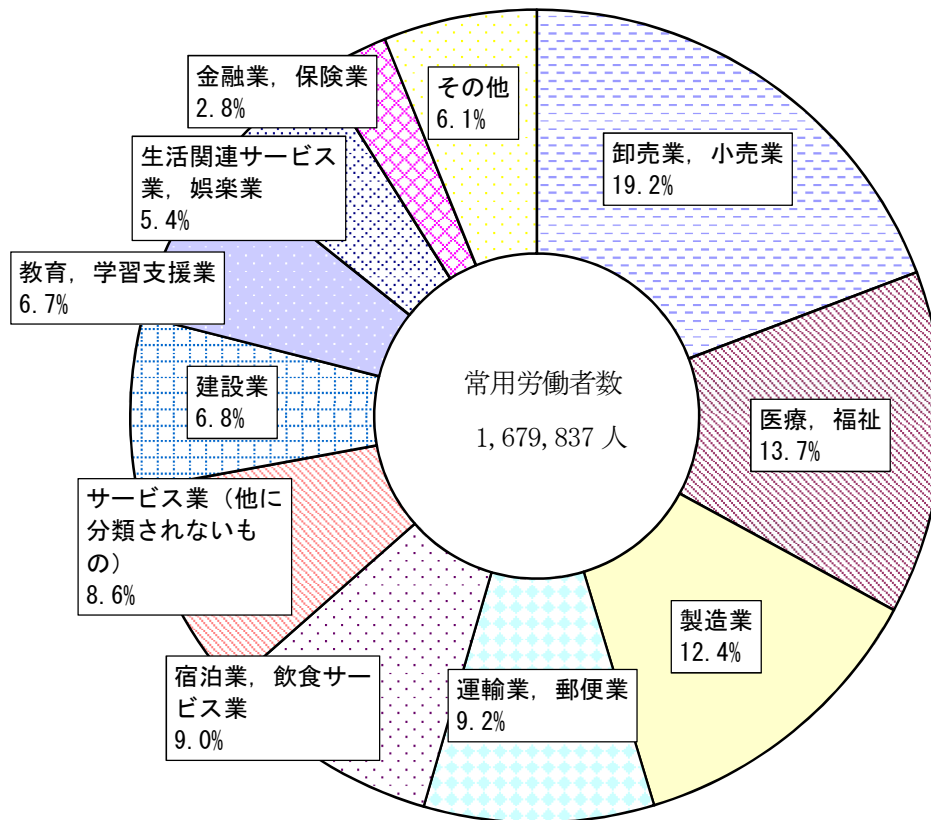 卸売業, 小売業
19.2%
医療, 福祉
13.7%
製造業
12.4%
運輸業, 郵便業
9.2%
宿泊業, 飲食サー
ビス業
9.0%
サービス業（他に
分類されないも
の）
8.6%
建設業
6.8%
教育, 学習支援業
6.7%
生活関連サービス
業, 娯楽業
5.4%
金融業, 保険業
2.8%
その他
6.1%
常用労働者数
1,679,837 人